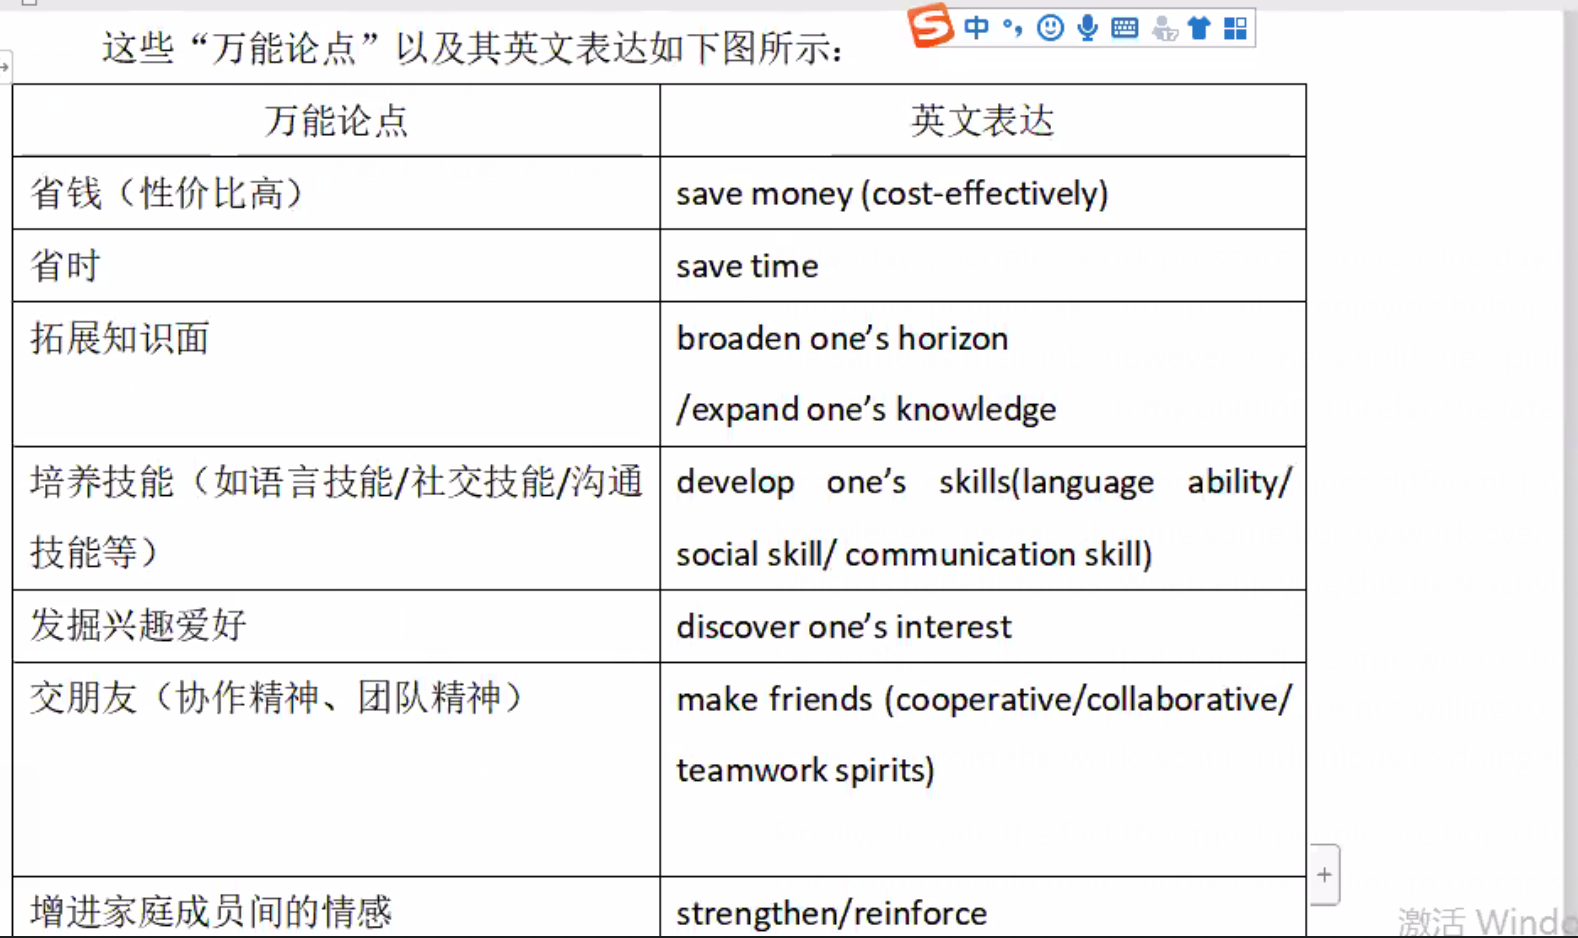 这些“万能论点”以及其英文表达如下图所示：
中
万能论点
英文表达
省钱（性价比高）
save money (cost-effectively)
省时
save time
拓展知识面
broaden one’s horizon
/expand one’s knowledge
培养技能（如语言技能/社交技能/沟通
技能等）
develop one’s skills(language ability/
social skill/ communication skill)
发掘兴趣爱好
discover one’s interest
交朋友（协作精神、团队精神）
make friends (cooperative/collaborative/
teamwork spirits)
增进家庭成员间的情感
strengthen/reinforce
激活 Windo